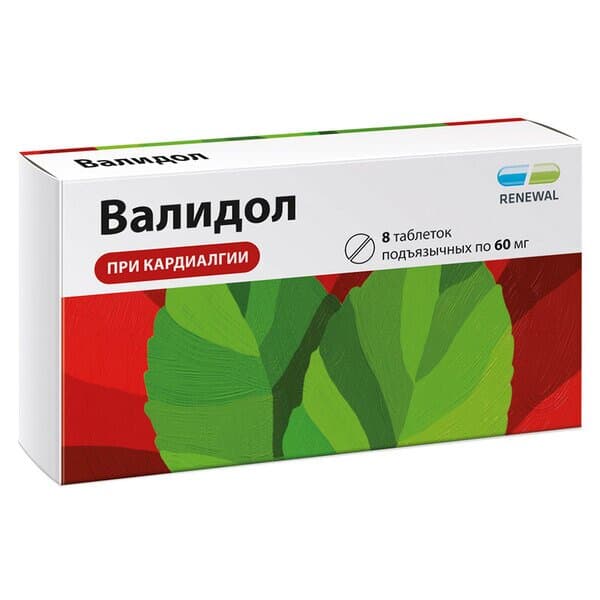 Валидол
Валидол
ПРИ КАРДИАЛГИИ
RENEWAL
8 таблеток
подъязычных по 60 мг